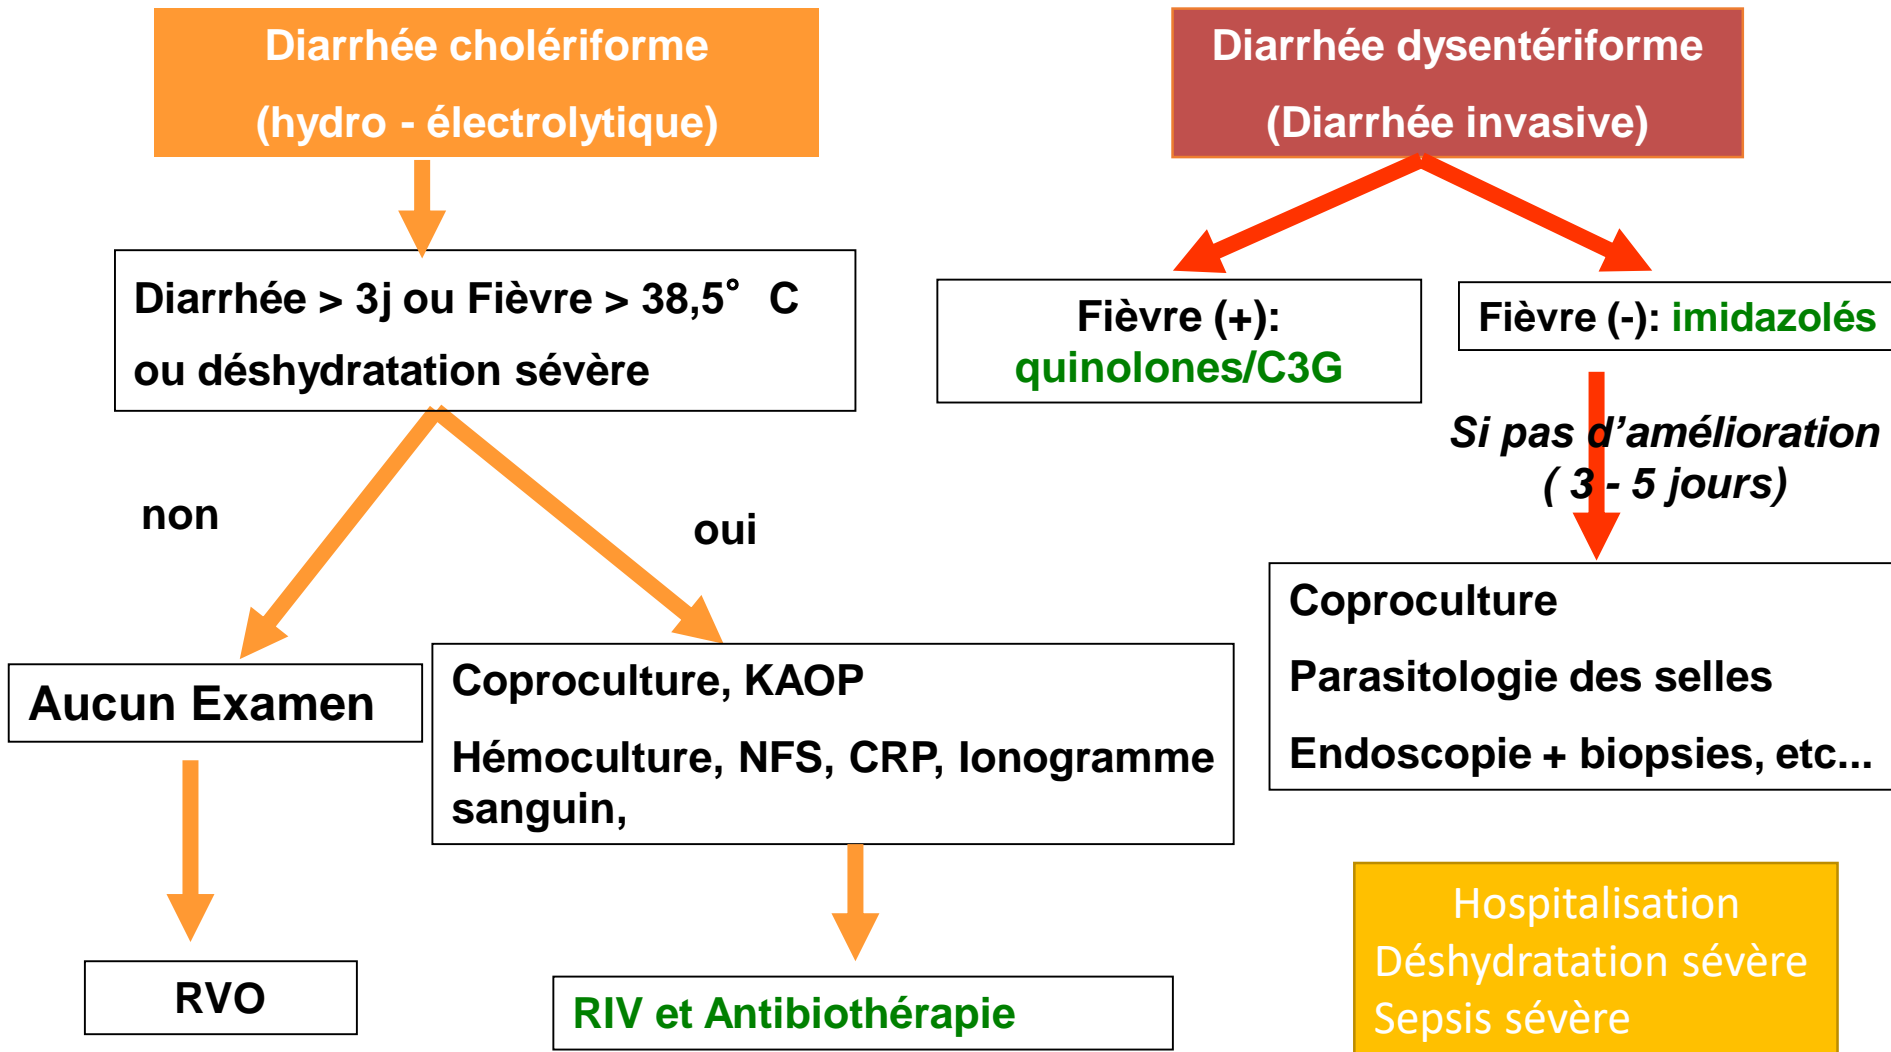 Diarrhée cholériforme
(hydro - électrolytique)
Diarrhée dysentériforme
(Diarrhée invasive)
Diarrhée > 3j ou Fièvre > 38,5° C
ou déshydratation sévère
Fièvre (+):
quinolones/C3G
Fièvre (-): imidazolés
Si pas d'amélioration
( 3 - 5 jours)
non
oui
Aucun Examen
Coproculture, KAOP
Hémoculture, NFS, CRP, Ionogramme
sanguin,
Coproculture
Parasitologie des selles
Endoscopie + biopsies, etc...
RVO
RIV et Antibiothérapie
Hospitalisation
Déshydratation sévère
Sepsis sévère